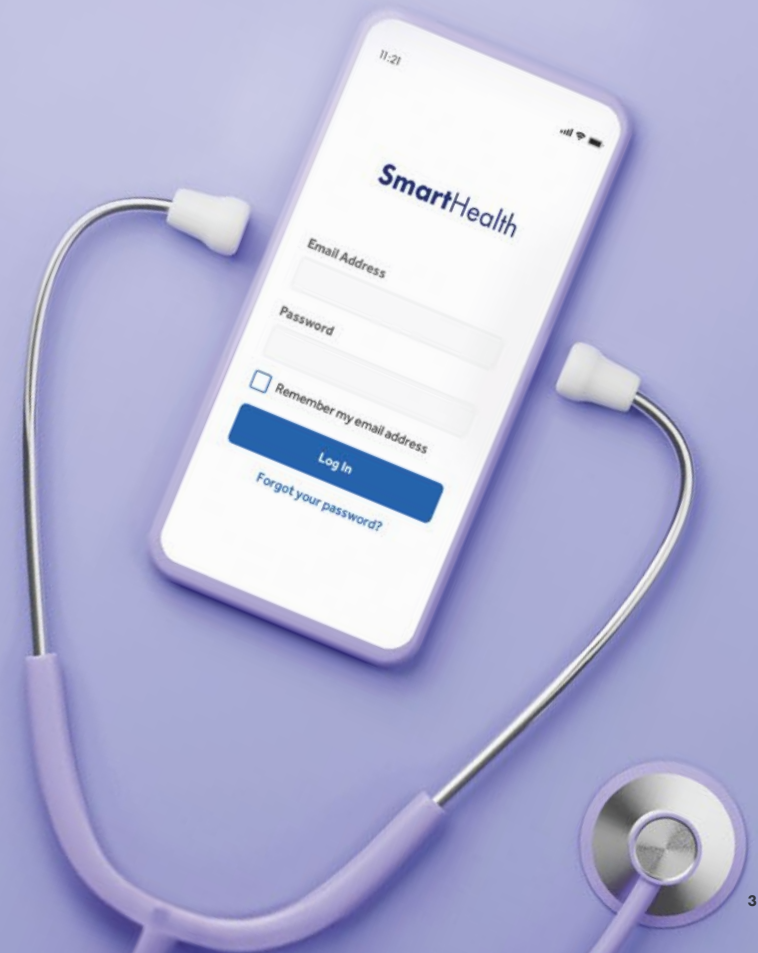 11:21
SmartHealth
Email Address
Password
Remember my email address
Log In
Forgot your password?
3